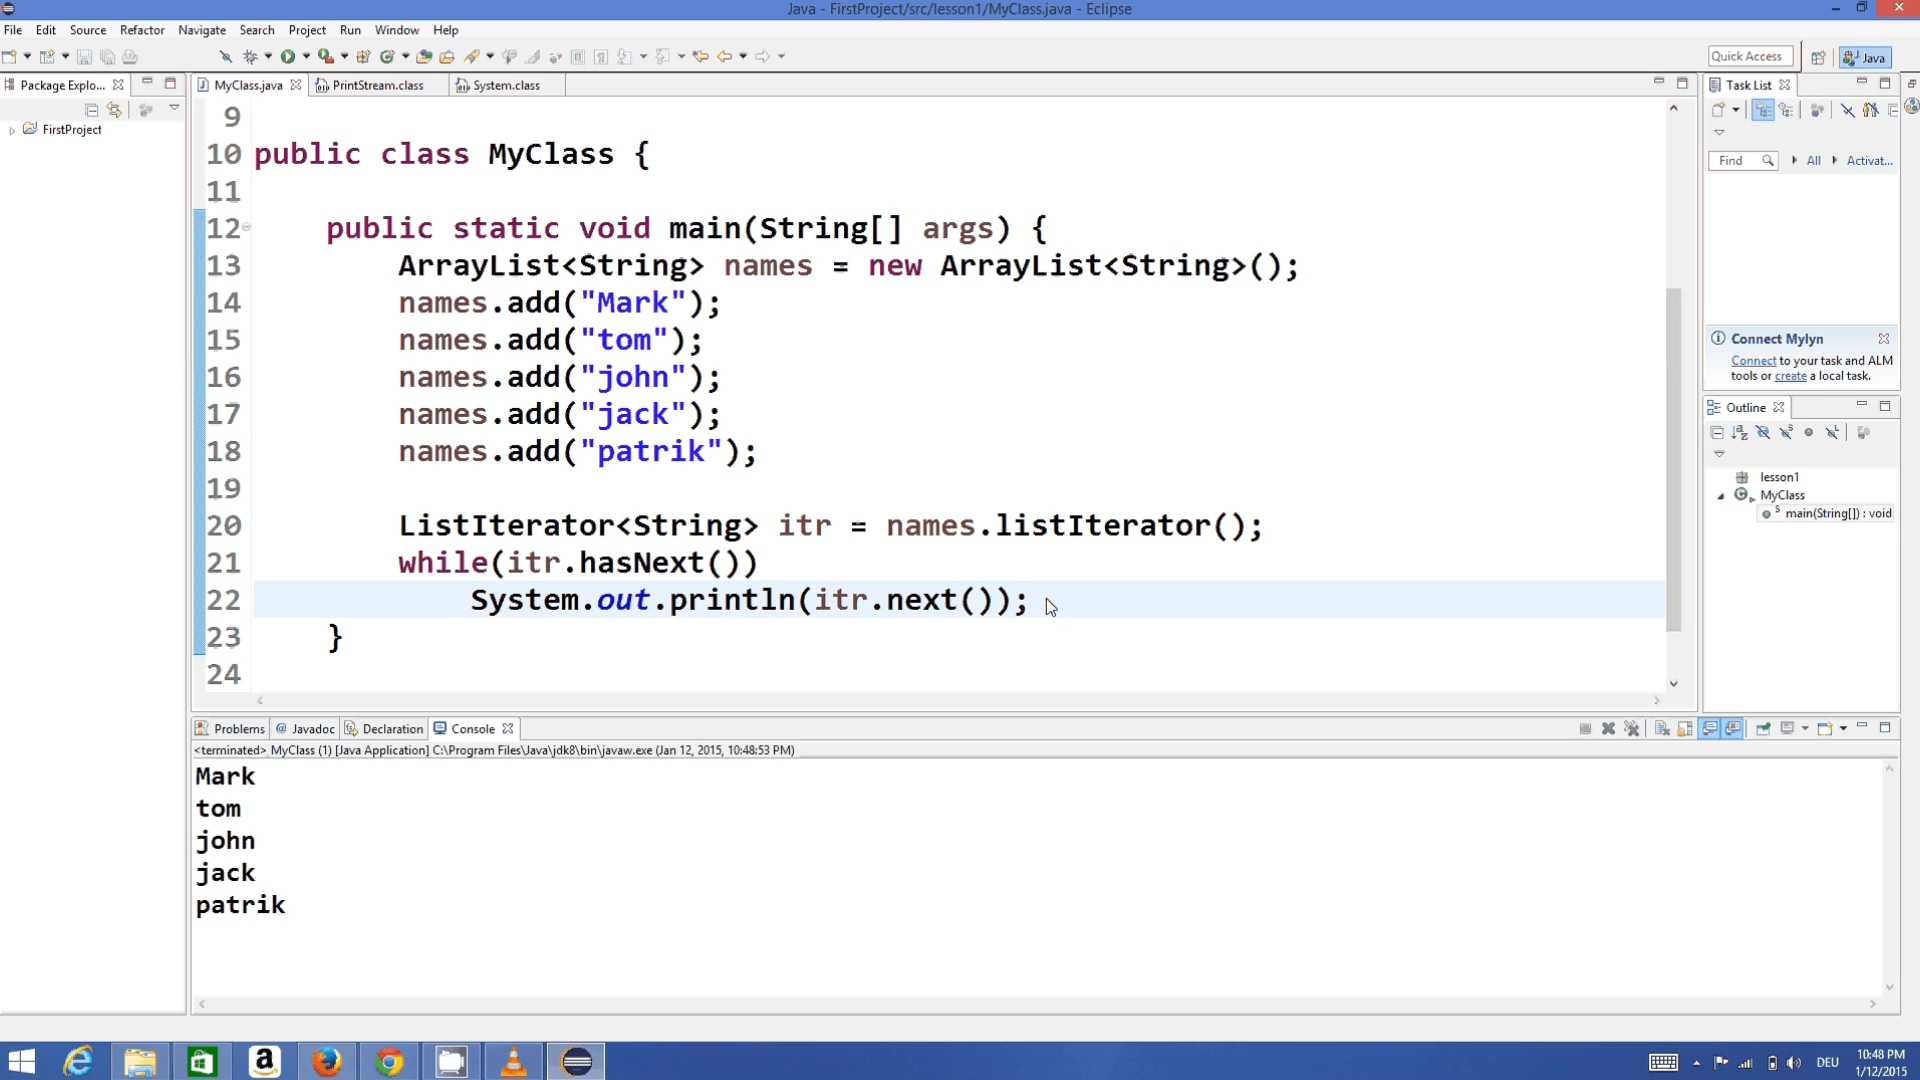 Java - FirstProject/src/lesson1/MyClass.java - Eclipse
File Edit Source Refactor Navigate Search Project Run Window Help
Quick Access
Java
Package Explo...
FirstProject
MyClass.java PrintStream.class System.class
9
10 public class MyClass {
11
12 public static void main(String[] args) {
13 ArrayList<String> names = new ArrayList<String>();
14 names.add("Mark");
15 names.add("tom");
16 names.add("john");
17 names.add("jack");
18 names.add("patrik");
19
20 ListIterator<String> itr = names.listIterator();
21 while(itr.hasNext())
22 System.out.println(itr.next());
23 }
24
Task List
Find All Activat...
Connect Mylyn
Connect to your task and ALM
tools or create a local task.
Outline
lesson1
MyClass
main(String[]) : void
Problems Javadoc Declaration Console
<terminated> MyClass (1) [Java Application] C:\Program Files\Java\jdk8\bin\javaw.exe (Jan 12, 2015, 10:48:53 PM)
Mark
tom
john
jack
patrik
DEU
10:48 PM
1/12/2015